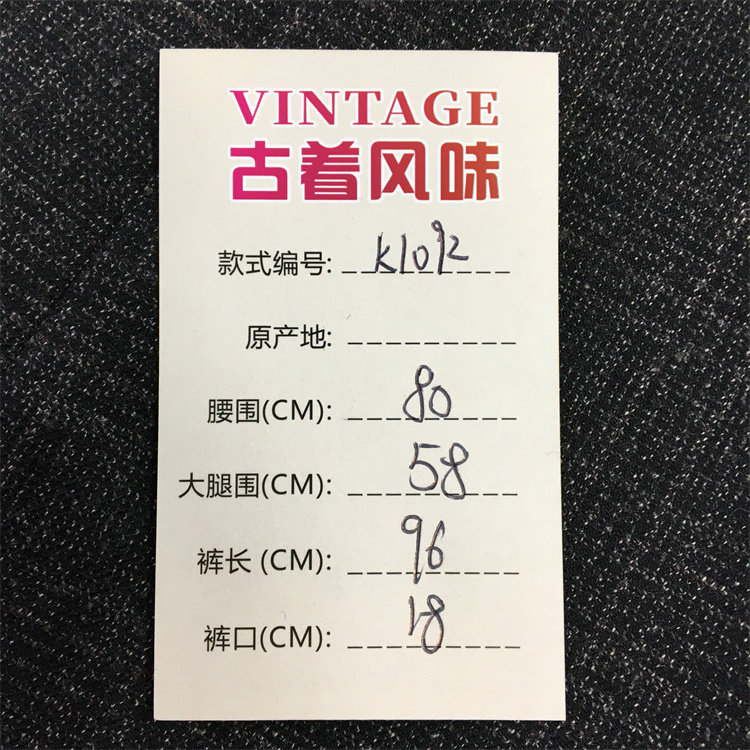 VINTAGE
古着风味
款式编号: K1092
原产地:
腰围(CM): 80
大腿围(CM): 58
裤长 (CM): 96
裤口(CM): 18